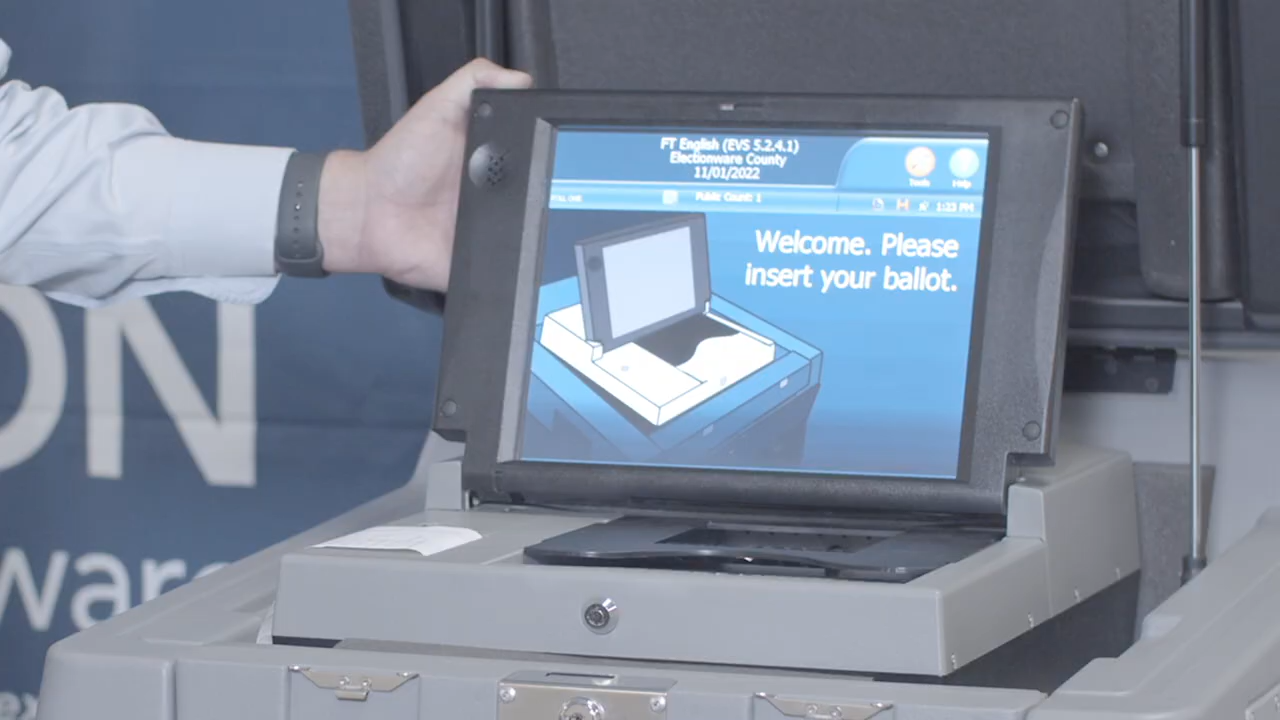 FT English (EVS 5.2.4.1)
Electionware County
11/01/2022
Tools
Help
Public Count: 1
1:23 PM
Welcome. Please
insert your ballot.
ON
ware